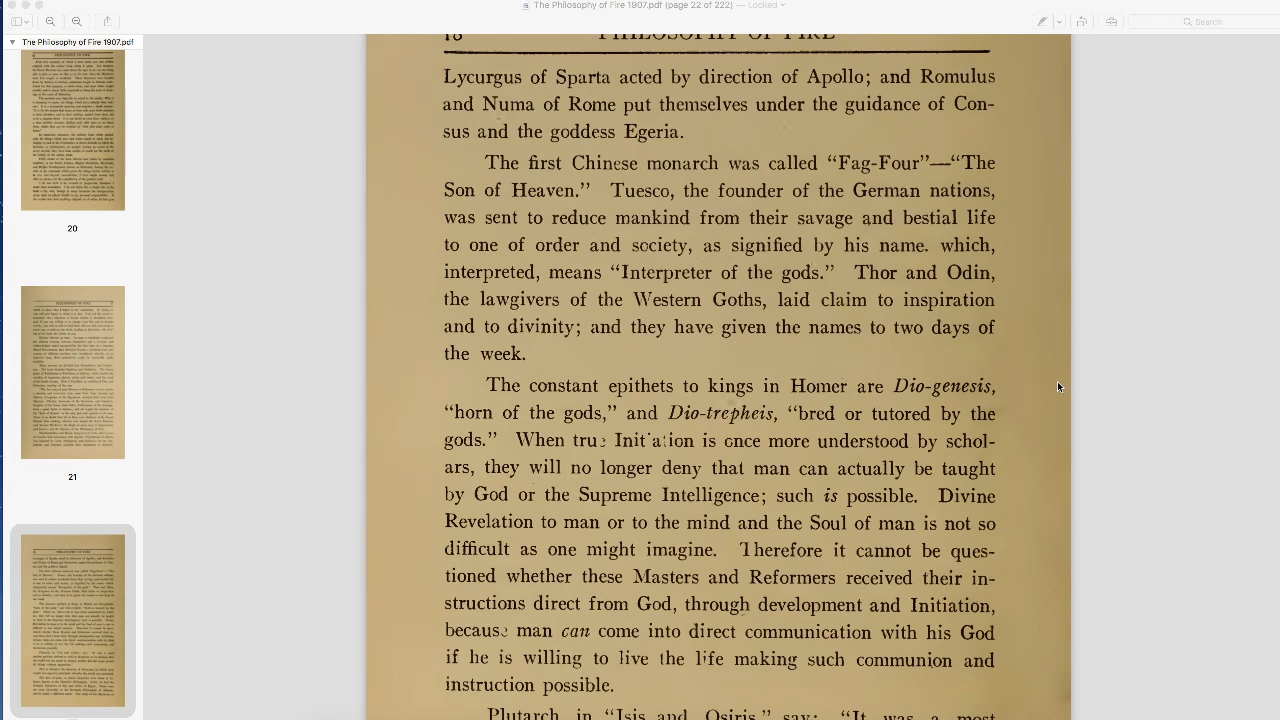 The Philosophy of Fire 1907.pdf (page 22 of 222) — Locked
Search
The Philosophy of Fire 1907.pdf
20
21
18 PHILOSOPHY OF FIRE
Lycurgus of Sparta acted by direction of Apollo, and Romulus
and Numa of Rome put themselves under the guidance of Con-
sus and the goddess Egeria.
The first Chinese monarch was called “Fag-Four”—“The
Son of Heaven.” Tuesco, the founder of the German nations,
was sent to reduce mankind from their savage and bestial life
to one of order and society, as signified by his name. which,
interpreted, means “Interpreter of the gods.” Thor and Odin,
the lawgivers of the Western Goths, laid claim to inspiration
and to divinity and they have given the names to two days of
the week.
The constant epithets to kings in Homer are Dio-genesis,
“born of the gods,” and Dio-trepheis, “bred or tutored by the
gods.” When true Initiation is once more understood by schol-
ars, they will no longer deny that man can actually be taught
by God or the Supreme Intelligence; such is possible. Divine
Revelation to man or to the mind and the Soul of man is not so
difficult as one might imagine. Therefore it cannot be ques-
tioned whether these Masters and Reformers received their in-
structions direct from God, through development and Initiation,
because man can come into direct communication with his God
if he is willing to live the life making such communion and
instruction possible.
Plutarch, in “Isis and Osiris,” says: “It was a most